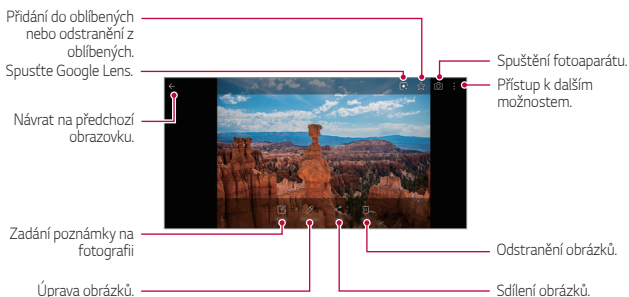 Přidání do oblíbených
nebo odstranění z
oblíbených.
Spusťte Google Lens.
Návrat na předchozí
obrazovku.
Zadání poznámky na
fotografii
Úprava obrázků.
Spuštění fotoaparátu.
Přístup k dalším
možnostem.
Odstranění obrázků.
Sdílení obrázků.